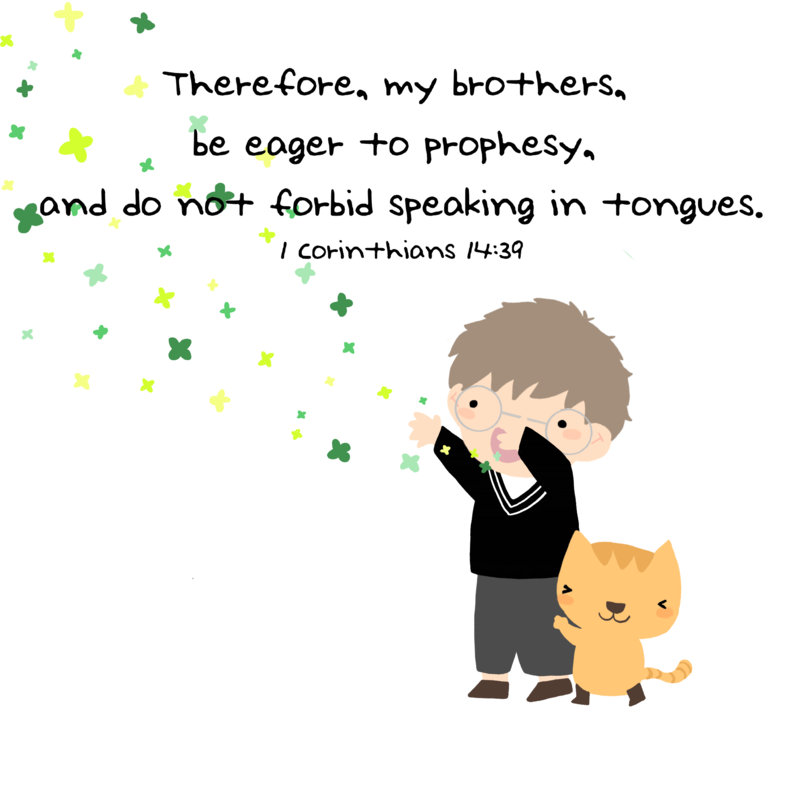 Therefore, my brothers,
be eager to prophesy,
and do not forbid speaking in tongues.
1 Corinthians 14:39